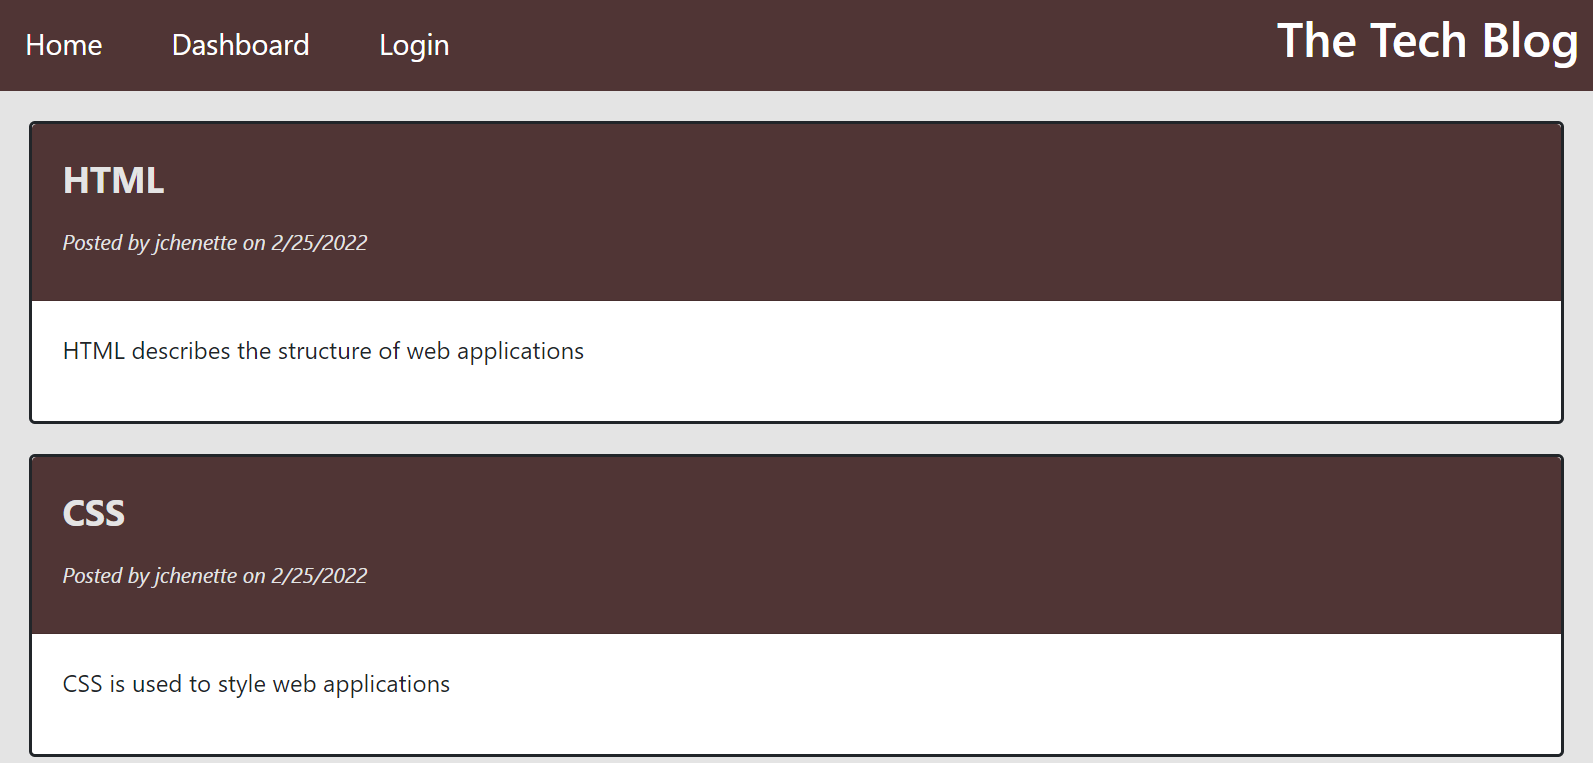 Home Dashboard Login The Tech Blog
HTML
Posted by jchenette on 2/25/2022
HTML describes the structure of web applications
CSS
Posted by jchenette on 2/25/2022
CSS is used to style web applications